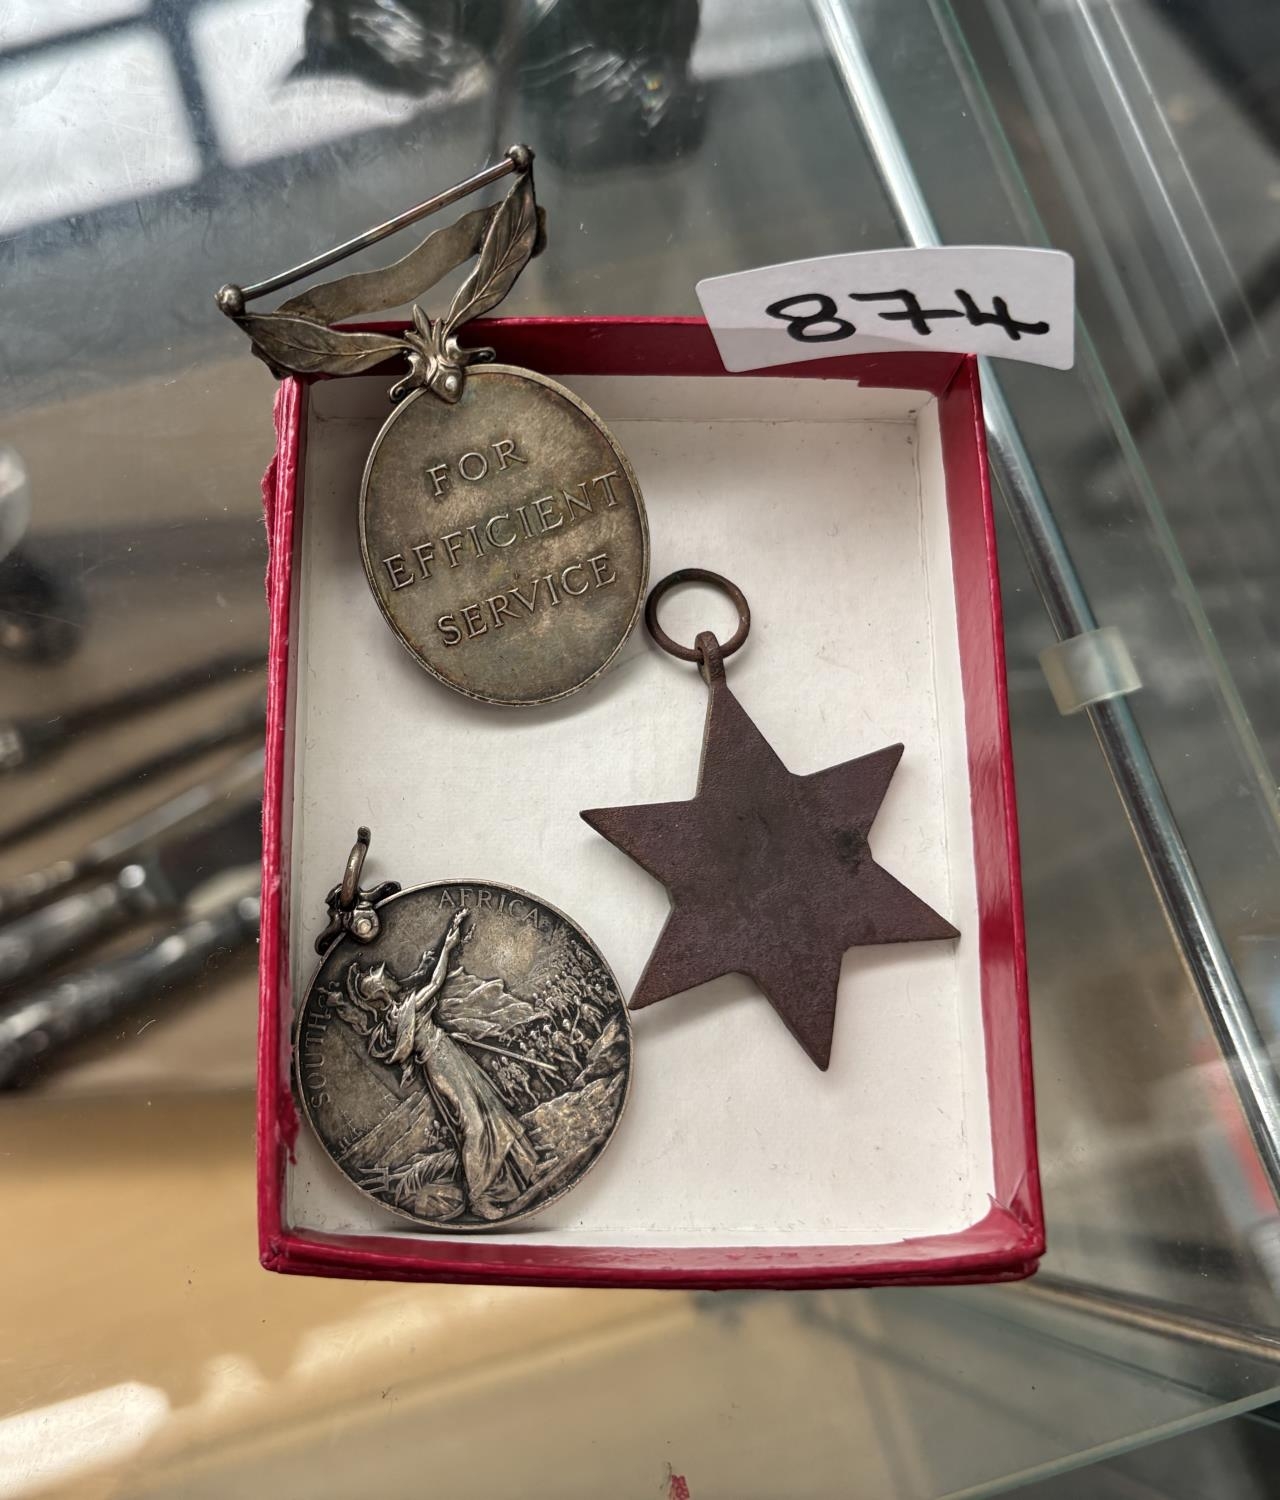 874
FOR
EFFICIENT
SERVICE
SOUTH AFRICA